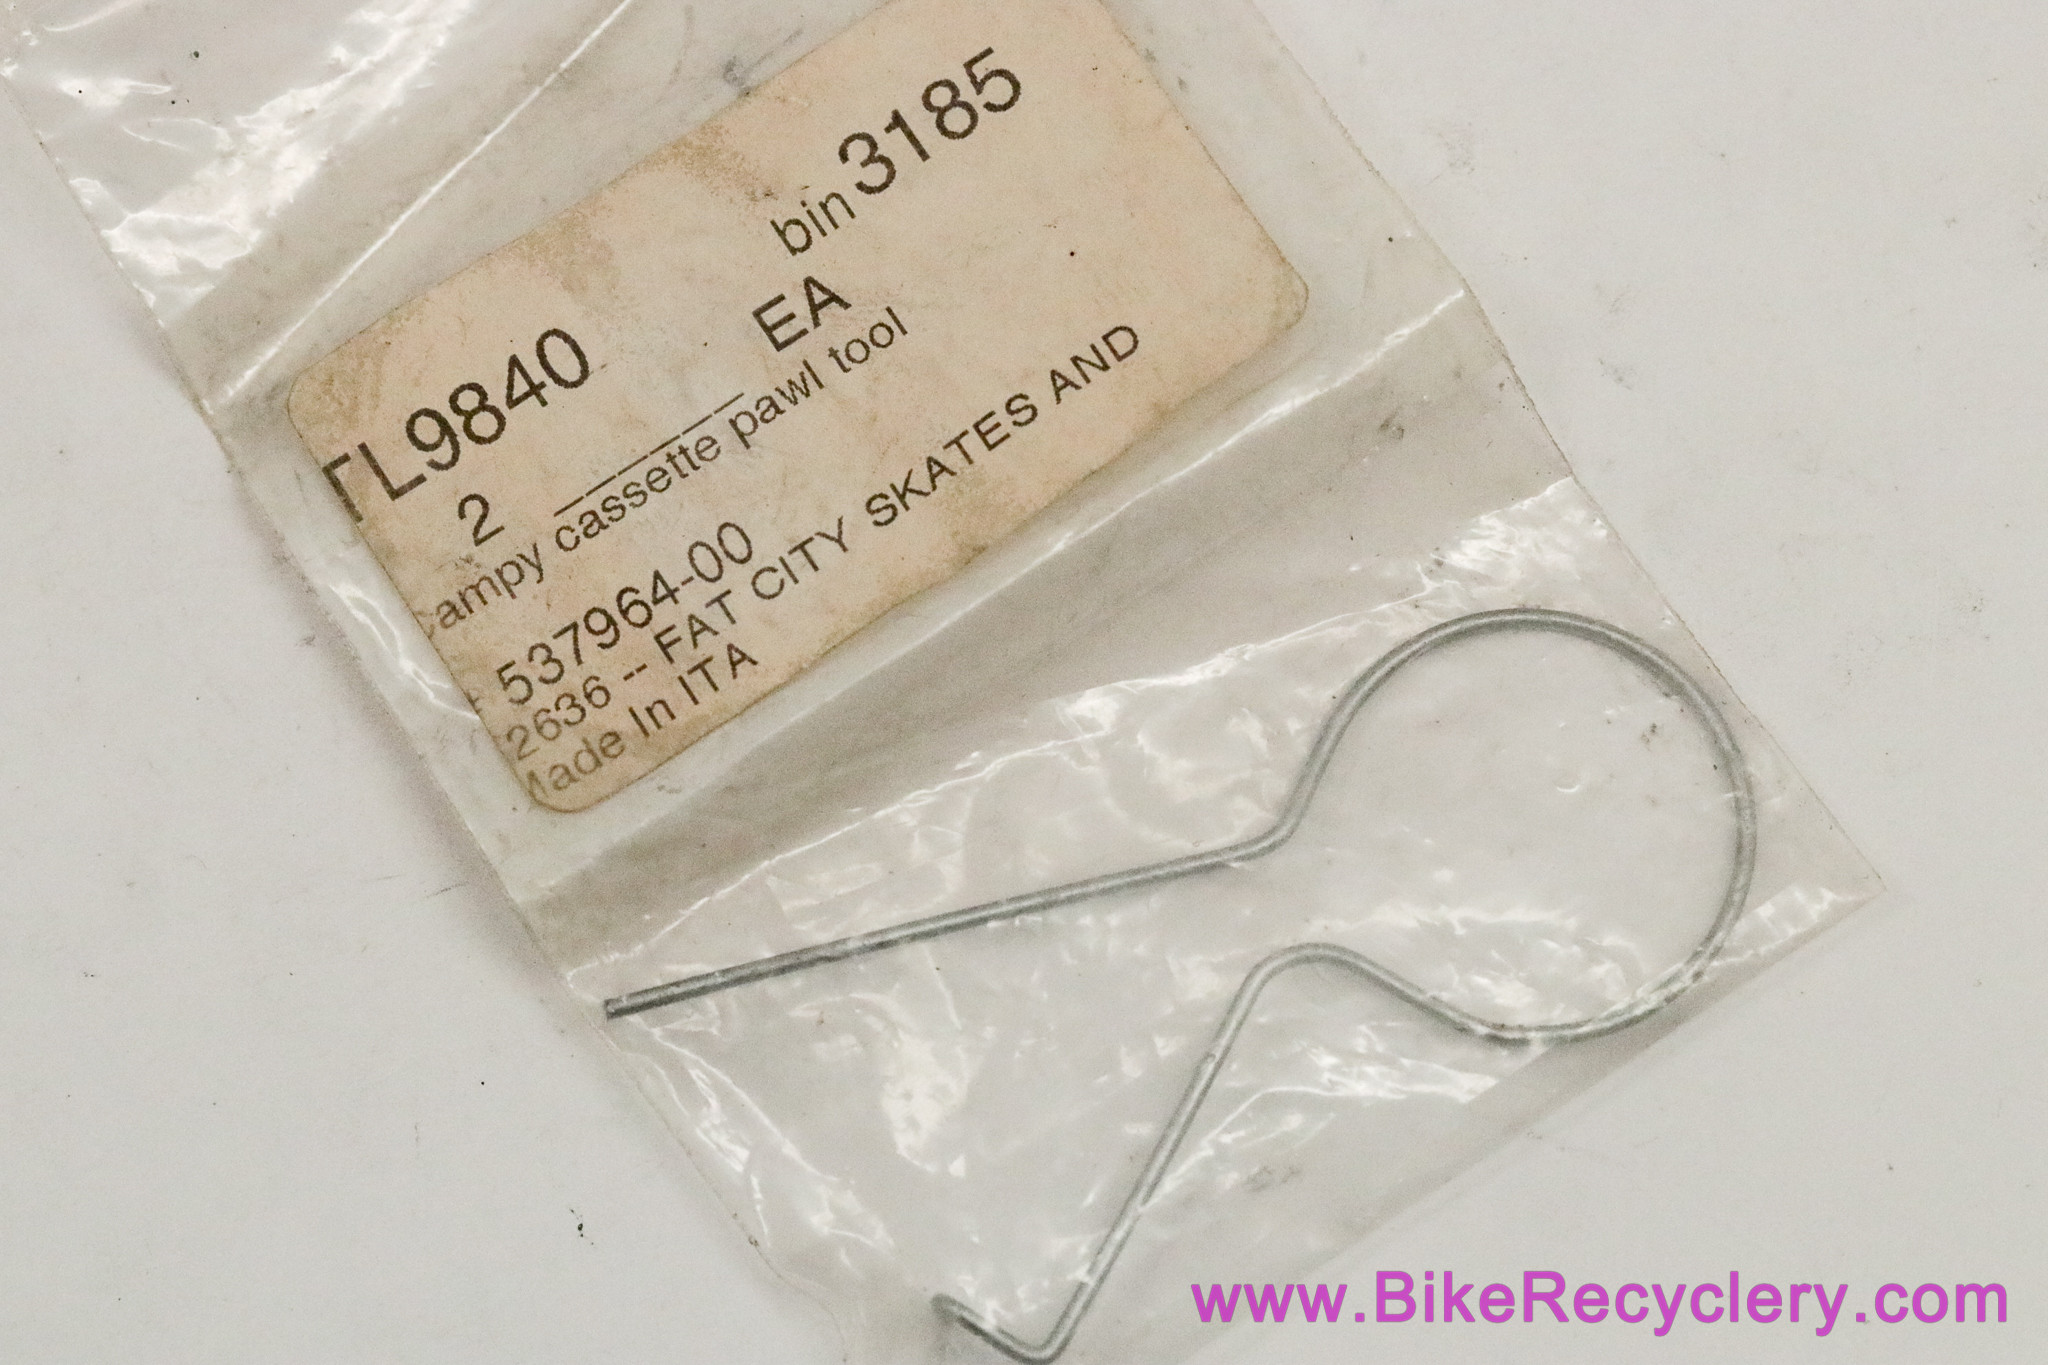 bin 3185
TL9840
2 EA
Campy cassette pawl tool
537964-00
2636 -- FAT CITY SKATES AND
Made In ITA
www.BikeRecyclery.com